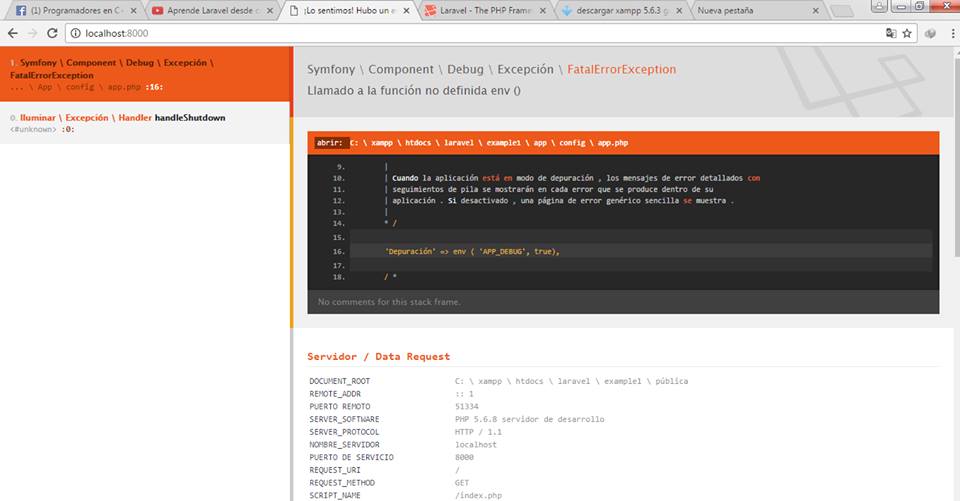 (1) Programadores en C+
Aprende Laravel desde c
¡Lo sentimos! Hubo un e
Laravel - The PHP Frame
descargar xampp 5.6.3 g
Nueva pestaña
localhost:8000
1. Symfony \ Component \ Debug \ Excepción \
FatalErrorException
... \ App \ config \ app.php :16:
0. Iluminar \ Excepción \ Handler handleShutdown
<#unknown> :0:
Symfony \ Component \ Debug \ Excepción \ FatalErrorException
Llamado a la función no definida env ()
abrir: C: \ xampp \ htdocs \ laravel \ example1 \ app \ config \ app.php
9. |
10. | Cuando la aplicación está en modo de depuración , los mensajes de error detallados con
11. | seguimientos de pila se mostrarán en cada error que se produce dentro de su
12. | aplicación . Si desactivado , una página de error genérico sencilla se muestra .
13. |
14. * /
15.
16. 'Depuración' => env ( 'APP_DEBUG', true),
17.
18. / *
No comments for this stack frame.
Servidor / Data Request
DOCUMENT_ROOT C: \ xampp \ htdocs \ laravel \ example1 \ pública
REMOTE_ADDR :: 1
PUERTO REMOTO 51334
SERVER_SOFTWARE PHP 5.6.8 servidor de desarrollo
SERVER_PROTOCOL HTTP / 1.1
NOMBRE_SERVIDOR localhost
PUERTO DE SERVICIO 8000
REQUEST_URI /
REQUEST_METHOD GET
SCRIPT_NAME /index.php